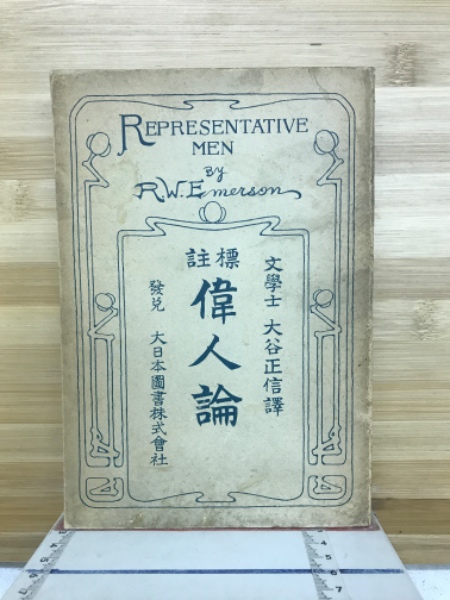 REPRESENTATIVE
MEN
BY
R.W. Emerson
文學士 大谷正信譯
標註
偉人論
發兌 大日本圖書株式會社